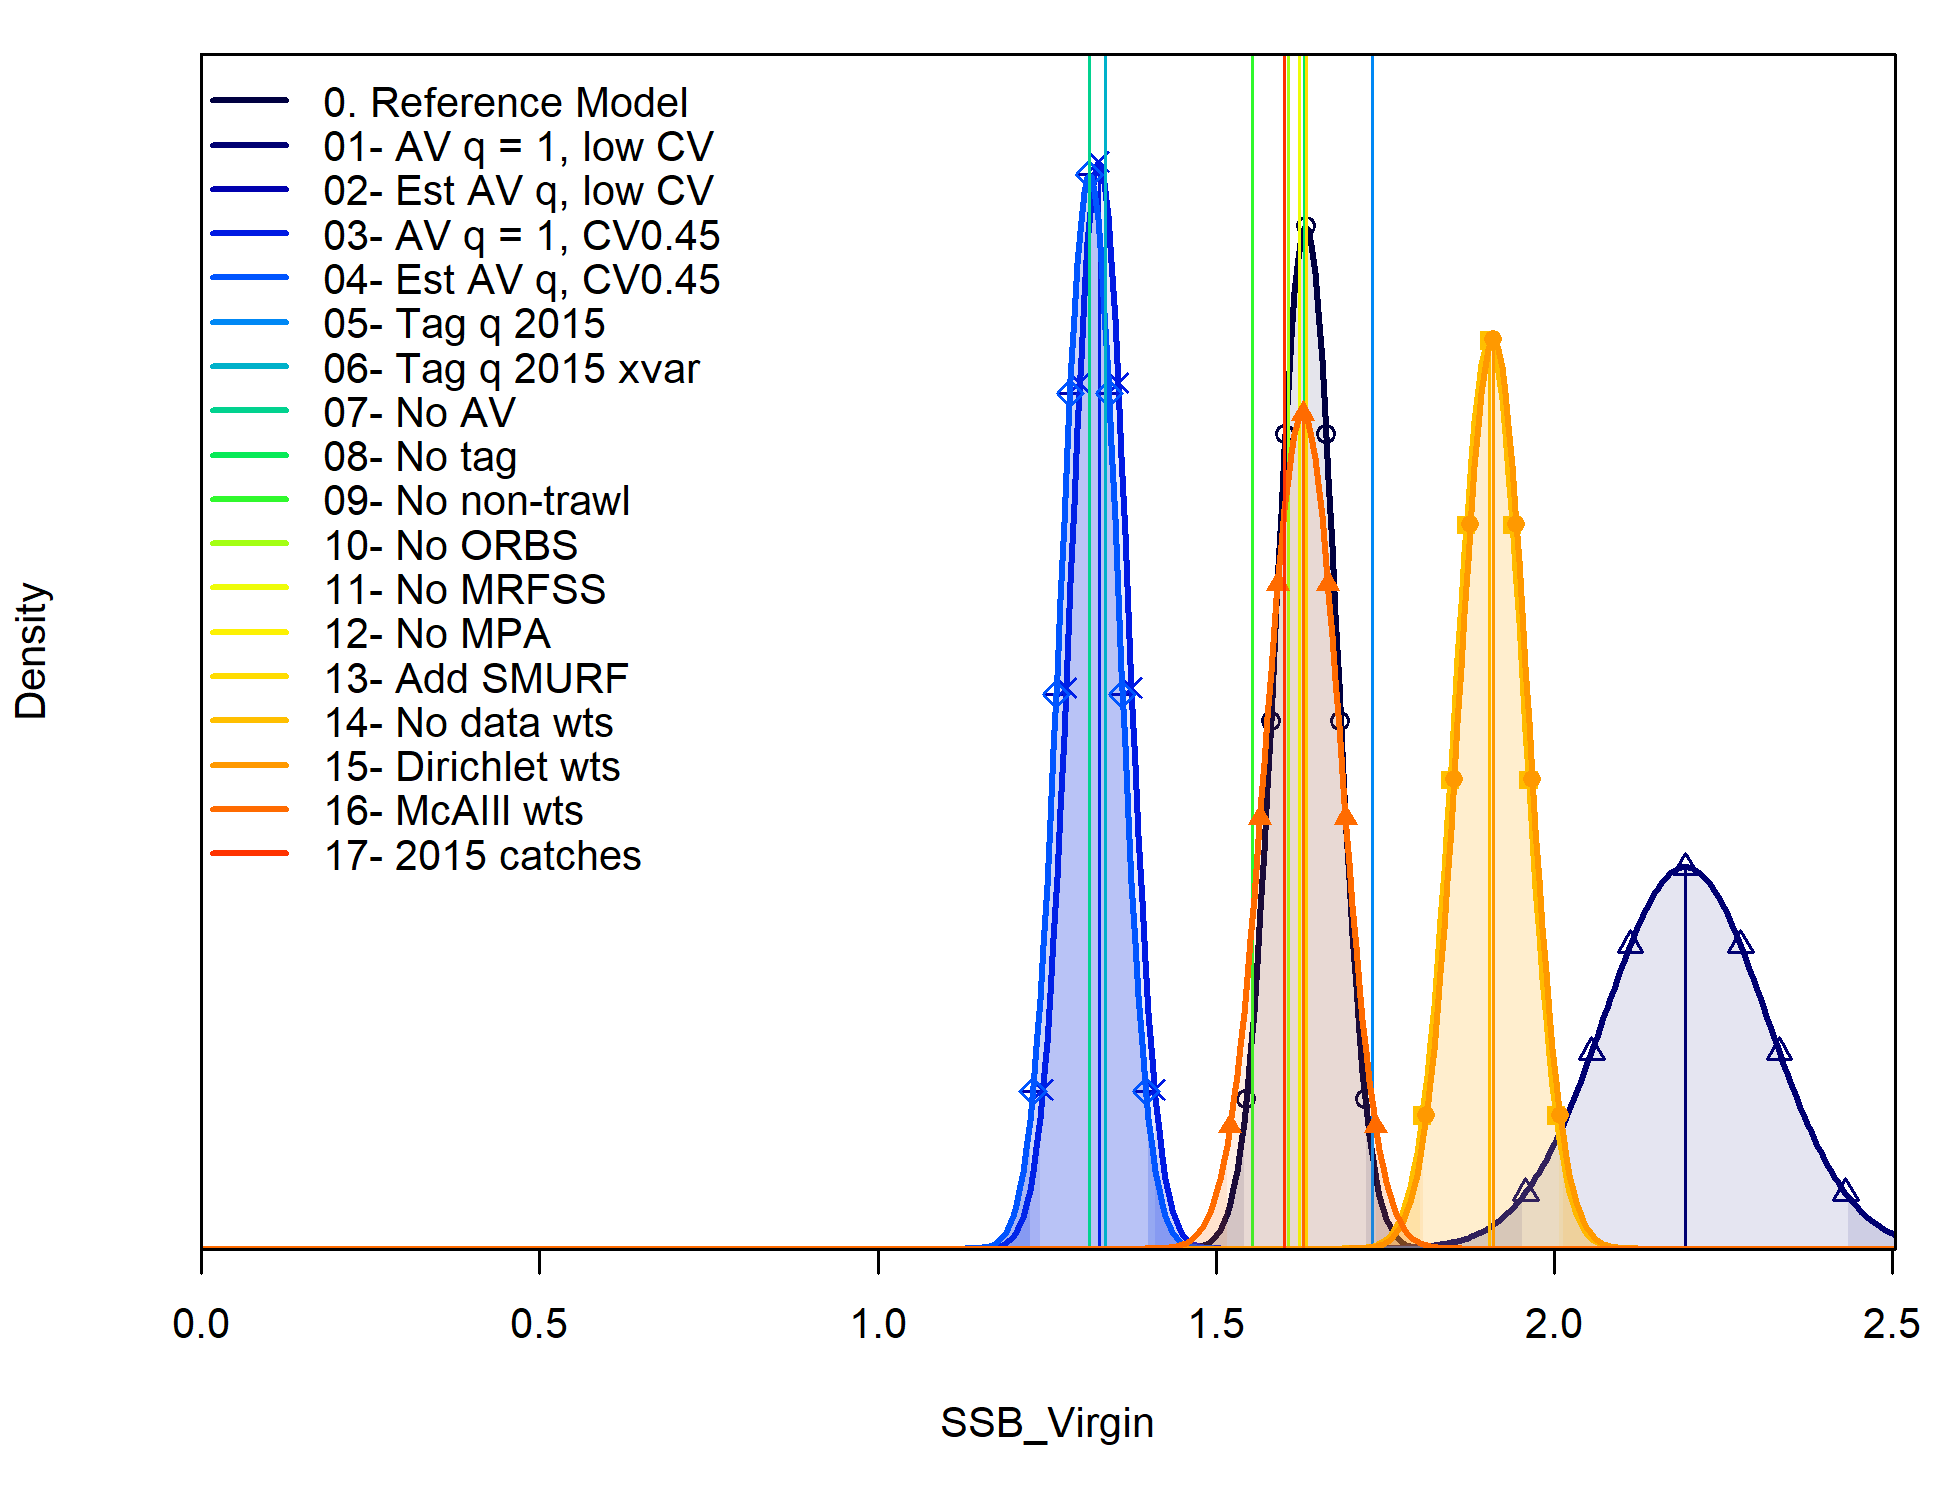 0. Reference Model
01- AV q = 1, low CV
02- Est AV q, low CV
03- AV q = 1, CV0.45
04- Est AV q, CV0.45
05- Tag q 2015
06- Tag q 2015 xvar
07- No AV
08- No tag
09- No non-trawl
10- No ORBS
11- No MRFSS
12- No MPA
13- Add SMURF
14- No data wts
15- Dirichlet wts
16- McAlll wts
17- 2015 catches
Density
0.0 0.5 1.0 1.5 2.0 2.5
SSB_Virgin